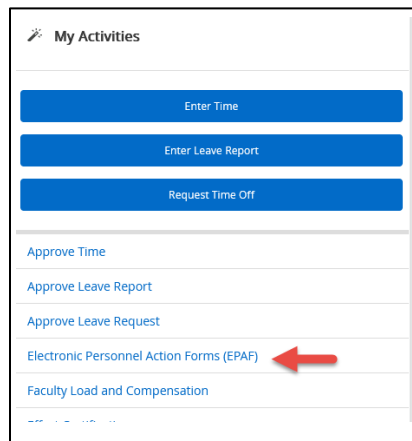 My Activities
Enter Time
Enter Leave Report
Request Time Off
Approve Time
Approve Leave Report
Approve Leave Request
Electronic Personnel Action Forms (EPAF)
Faculty Load and Compensation